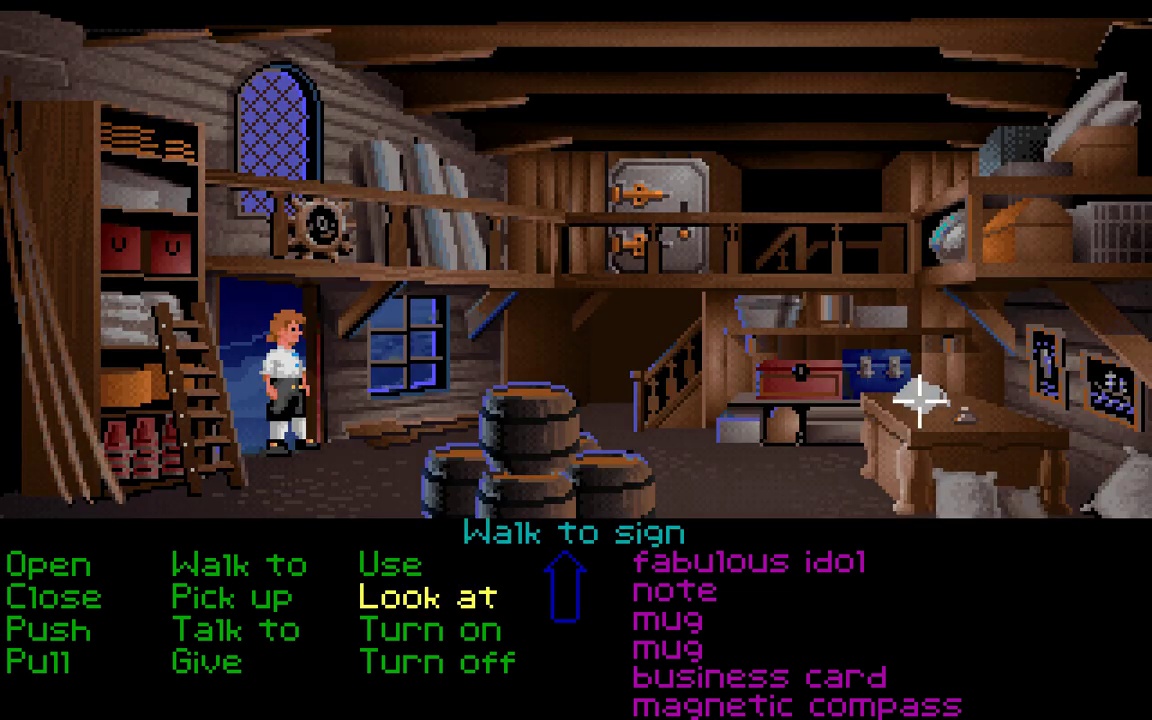 Walk to sign
Open Walk to Use
Close Pick up Look at
Push Talk to Turn on
Pull Give Turn off
fabulous idol
note
mug
mug
business card
magnetic compass